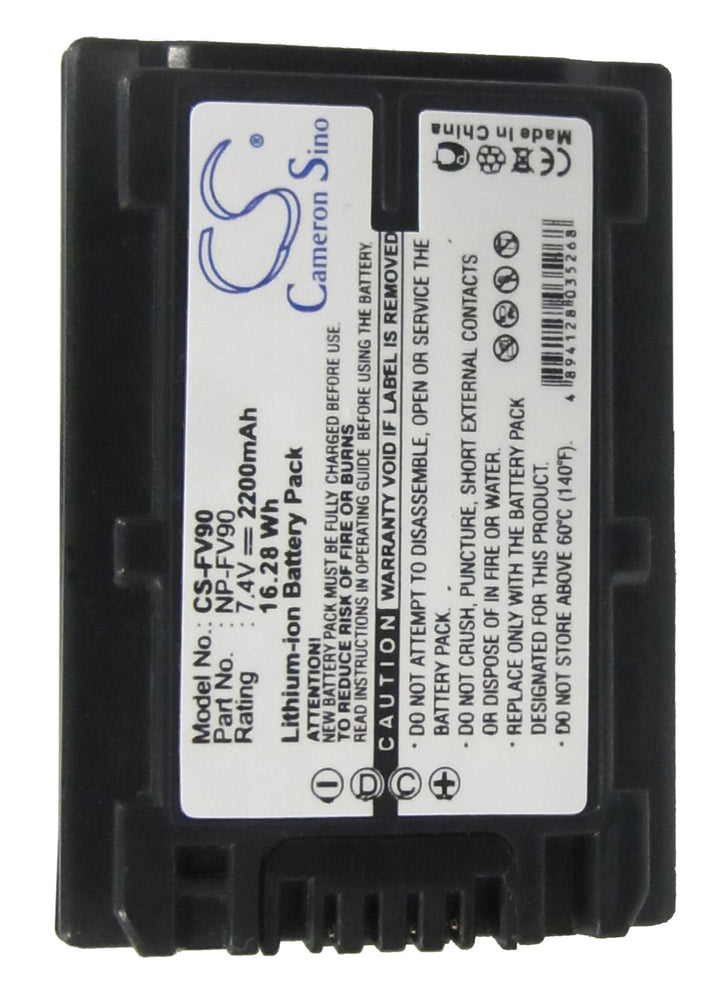 CS®
Cameron Sino
Model No.: CS-FV90
Part No. : NP-FV90
Rating : 7.4V 2200mAh
16.28 Wh
Lithium-ion Battery Pack
ATTENTION!
NEW BATTERY PACK MUST BE FULLY CHARGED BEFORE USE.
TO REDUCE RISK OF FIRE OR BURNS
READ INSTRUCTIONS IN OPERATING GUIDE BEFORE USING THE BATTERY.
CAUTION WARRANTY VOID IF LABEL IS REMOVED
· DO NOT ATTEMPT TO DISASSEMBLE, OPEN OR SERVICE THE
BATTERY PACK.
· DO NOT CRUSH, PUNCTURE, SHORT EXTERNAL CONTACTS
OR DISPOSE OF IN FIRE OR WATER.
· REPLACE ONLY WITH THE BATTERY PACK
· DO NOT STORE ABOVE 60°C (140°F).
- D C +
Made In China
CE
4 894128 035268